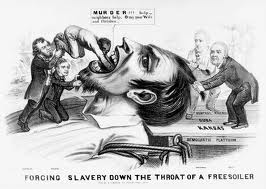 MURDER!!! Help—
neighbors help, O my poor Wife
and Children.
CENTRAL AMERICA
CUBA
KANSAS
DEMOCRATIC PLATFORM
FORCING SLAVERY DOWN THE THROAT OF A FREESOILER